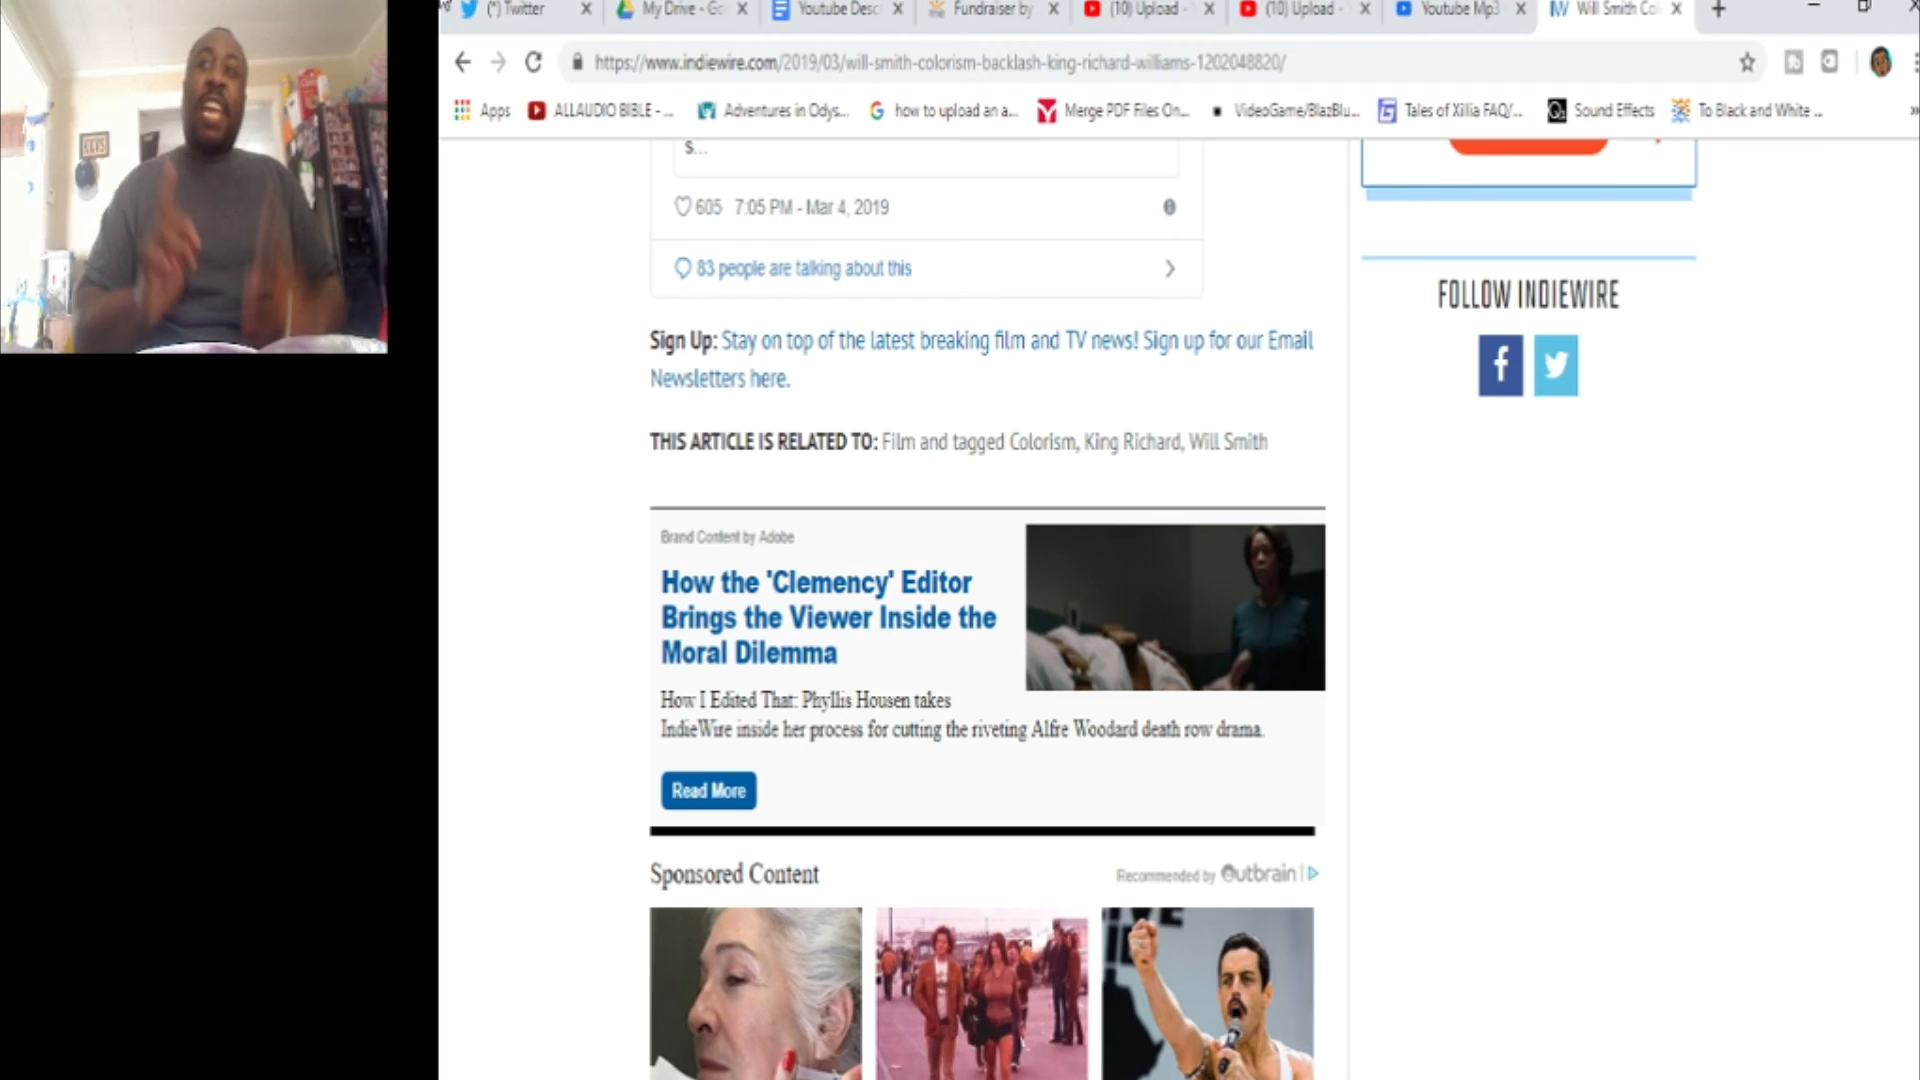 (*) Twitter
My Drive - Go
Youtube Desc
Fundraiser by
(10) Upload -
(10) Upload -
Youtube Mp3
Will Smith Co
https://www.indiewire.com/2019/03/will-smith-colorism-backlash-king-richard-williams-1202048820/
Apps
ALLAUDIO BIBLE - ...
Adventures in Odys...
how to upload an a...
Merge PDF Files On...
VideoGame/BlazBlu...
Tales of Xillia FAQ/...
Sound Effects
To Black and White ...
s...
605 7:05 PM - Mar 4, 2019
83 people are talking about this
FOLLOW INDIEWIRE
Sign Up: Stay on top of the latest breaking film and TV news! Sign up for our Email
Newsletters here.
THIS ARTICLE IS RELATED TO: Film and tagged Colorism, King Richard, Will Smith
Brand Content by Adobe
How the 'Clemency' Editor
Brings the Viewer Inside the
Moral Dilemma
How I Edited That: Phyllis Housen takes
IndieWire inside her process for cutting the riveting Alfre Woodard death row drama.
Read More
Sponsored Content
Recommended by Outbrain